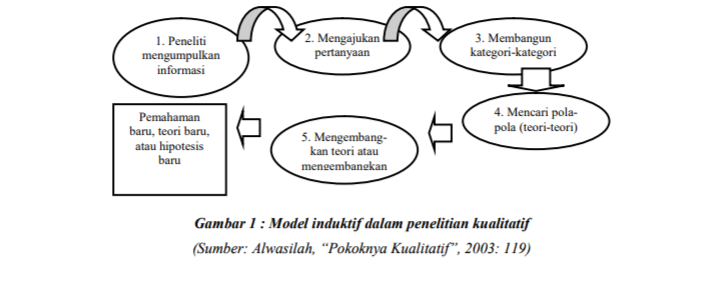 1. Peneliti
mengumpulkan
informasi
2. Mengajukan
pertanyaan
3. Membangun
kategori-kategori
4. Mencari pola-
pola (teori-teori)
5. Mengembang-
kan teori atau
mengembangkan
Pemahaman
baru, teori baru,
atau hipotesis
baru
Gambar 1 : Model induktif dalam penelitian kualitatif
(Sumber: Alwasilah, “Pokoknya Kualitatif”, 2003: 119)